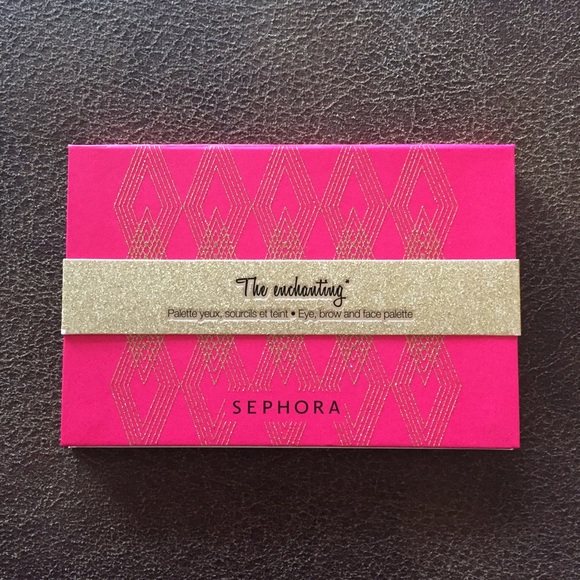 The enchanting*
Palette yeux, sourcils et teint • Eye, brow and face palette
SEPHORA